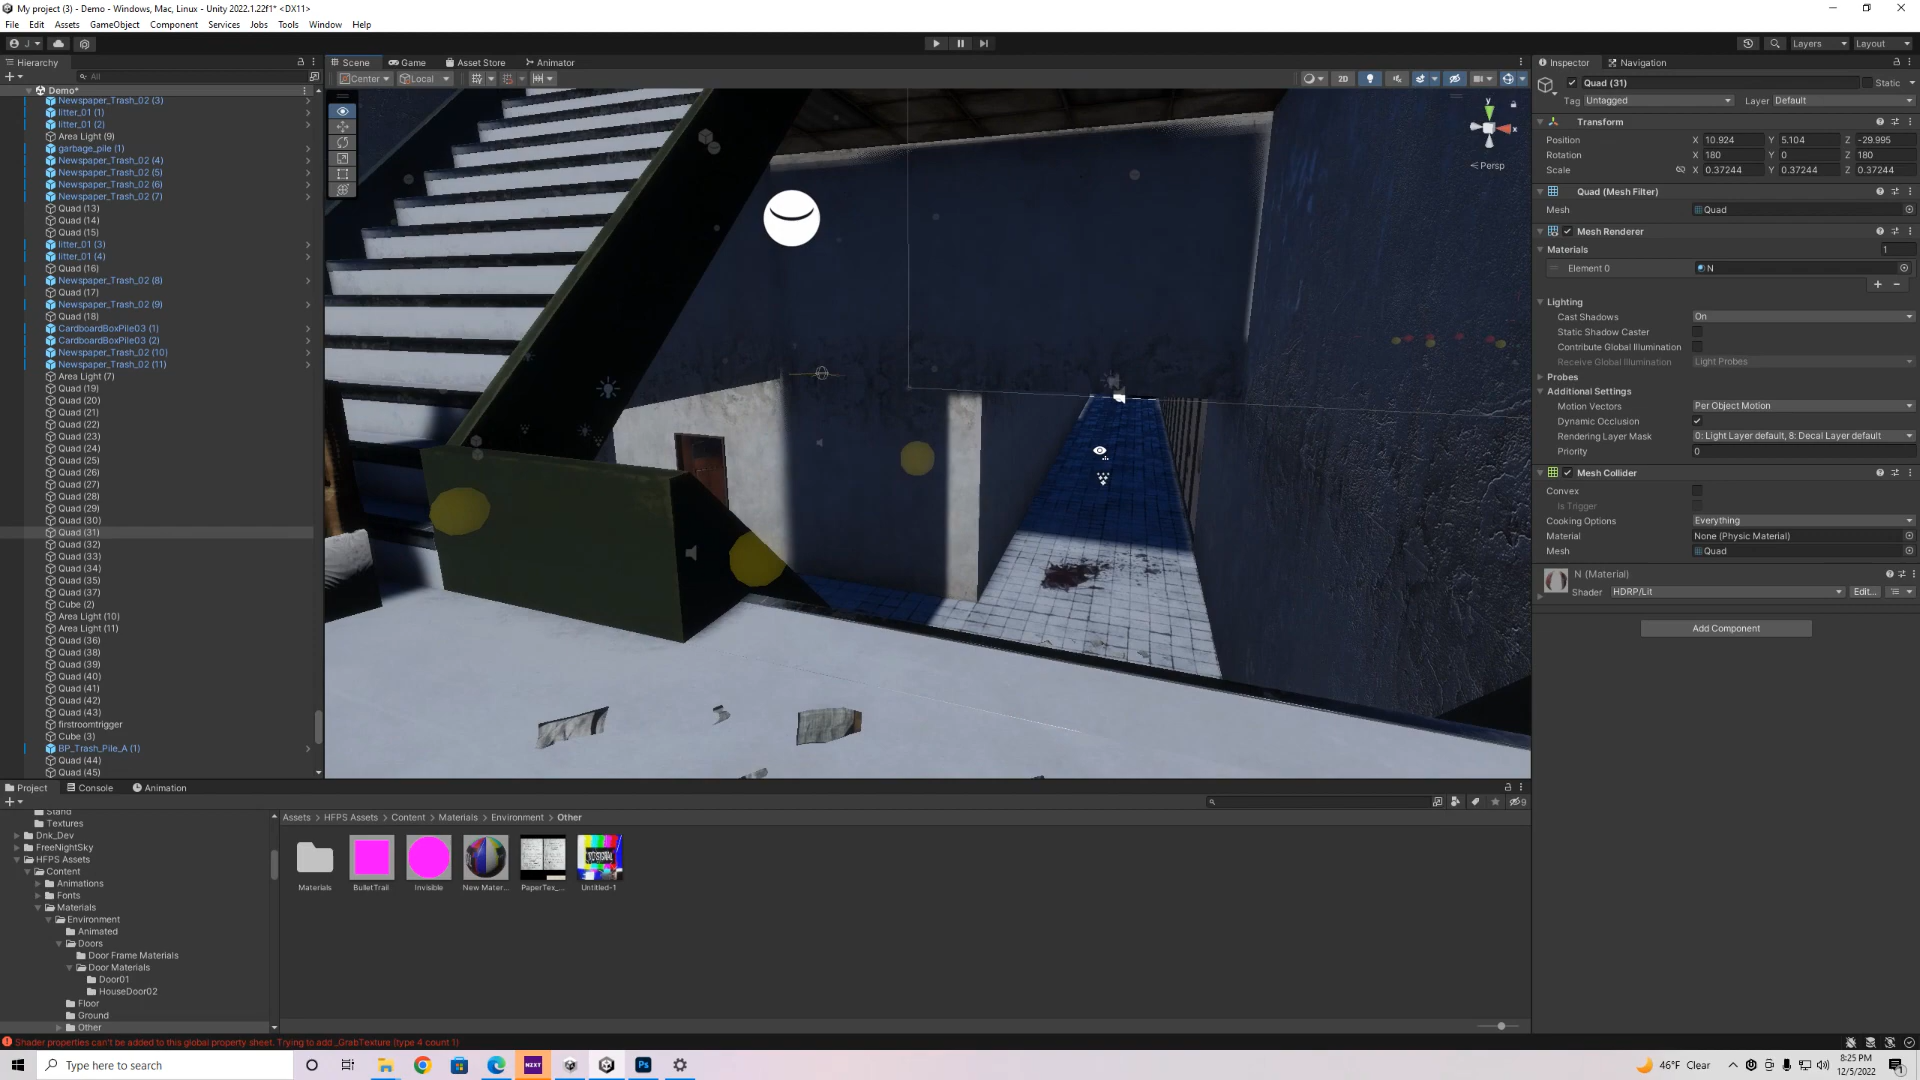 My project (3) - Demo - Windows, Mac, Linux - Unity 2022.1.22f1* <DX11>
File Edit Assets GameObject Component Services Jobs Tools Window Help
J Layers Layout
Hierarchy
All
Demo*
Newspaper_Trash_02 (3)
litter_01 (1)
litter_01 (2)
Area Light (9)
garbage_pile (1)
Newspaper_Trash_02 (4)
Newspaper_Trash_02 (5)
Newspaper_Trash_02 (6)
Newspaper_Trash_02 (7)
Quad (13)
Quad (14)
Quad (15)
litter_01 (3)
litter_01 (4)
Quad (16)
Newspaper_Trash_02 (8)
Quad (17)
Newspaper_Trash_02 (9)
Quad (18)
CardboardBoxPile03 (1)
CardboardBoxPile03 (2)
Newspaper_Trash_02 (10)
Newspaper_Trash_02 (11)
Area Light (7)
Quad (19)
Quad (20)
Quad (21)
Quad (22)
Quad (23)
Quad (24)
Quad (25)
Quad (26)
Quad (27)
Quad (28)
Quad (29)
Quad (30)
Quad (31)
Quad (32)
Quad (33)
Quad (34)
Quad (35)
Quad (37)
Cube (2)
Area Light (10)
Area Light (11)
Quad (36)
Quad (38)
Quad (39)
Quad (40)
Quad (41)
Quad (42)
Quad (43)
firstroomtrigger
Cube (3)
BP_Trash_Pile_A (1)
Quad (44)
Quad (45)
Scene Game Asset Store Animator
Center Local 2D
y
x
Persp
Inspector Navigation
Quad (31) Static
Tag Untagged Layer Default
Transform
Position X 10.924 Y 5.104 Z -29.995
Rotation X 180 Y 0 Z 180
Scale X 0.37244 Y 0.37244 Z 0.37244
Quad (Mesh Filter)
Mesh Quad
Mesh Renderer
Materials 1
Element 0 N
Lighting
Cast Shadows On
Static Shadow Caster
Contribute Global Illumination
Receive Global Illumination Light Probes
Probes
Additional Settings
Motion Vectors Per Object Motion
Dynamic Occlusion
Rendering Layer Mask 0: Light Layer default, 8: Decal Layer default
Priority 0
Mesh Collider
Convex
Is Trigger
Cooking Options Everything
Material None (Physic Material)
Mesh Quad
N (Material)
Shader HDRP/Lit Edit...
Add Component
Project Console Animation
9
Stand
Textures
Dnk_Dev
FreeNightSky
HFPS Assets
Content
Animations
Fonts
Materials
Environment
Animated
Doors
Door Frame Materials
Door Materials
Door01
HouseDoor02
Floor
Ground
Other
Assets > HFPS Assets > Content > Materials > Environment > Other
NO SIGNAL
Materials BulletTrail Invisible New Mater... PaperTex_... Untitled-1
Shader properties can't be added to this global property sheet. Trying to add _GrabTexture (type 4 count 1)
Type here to search
NZXT
Ps
46°F Clear
8:25 PM
12/5/2022
1